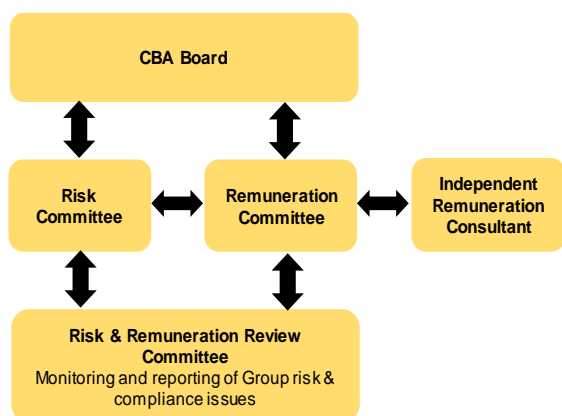 CBA Board
Risk
Committee
Remuneration
Committee
Independent
Remuneration
Consultant
Risk & Remuneration Review
Committee
Monitoring and reporting of Group risk &
compliance issues